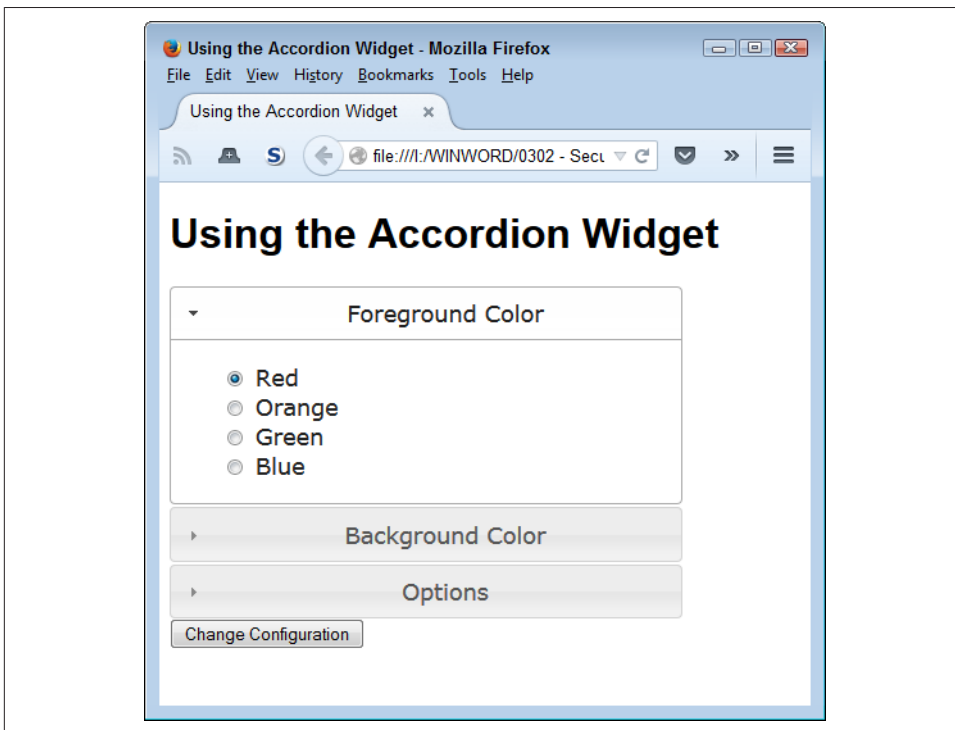 Using the Accordion Widget - Mozilla Firefox
File Edit View History Bookmarks Tools Help
Using the Accordion Widget
S
file:///I:/WINWORD/0302 - Secu
Using the Accordion Widget
Foreground Color
Red
Orange
Green
Blue
Background Color
Options
Change Configuration